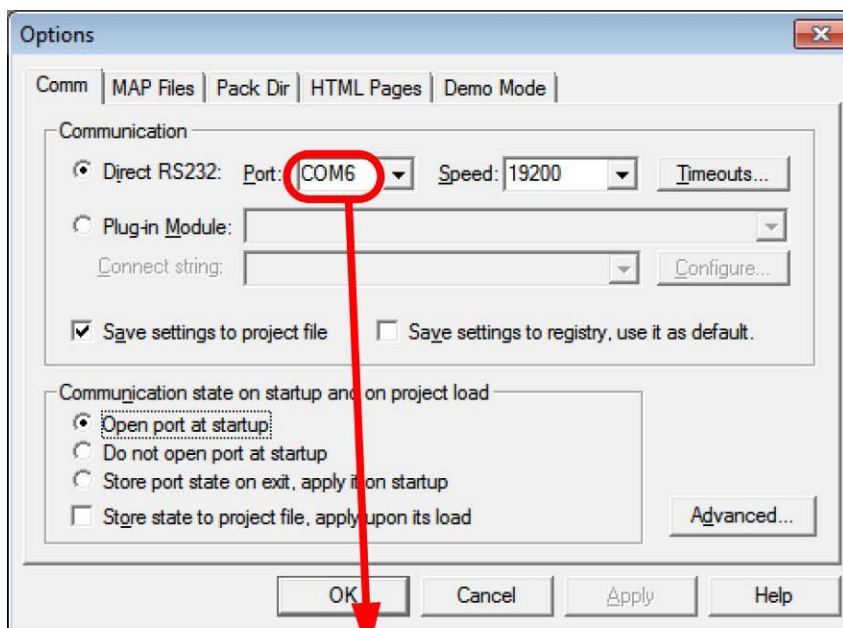 Options
Comm MAP Files Pack Dir HTML Pages Demo Mode
Communication
Direct RS232: Port: COM6 Speed: 19200 Timeouts...
Plug-in Module:
Connect string: Configure...
Save settings to project file Save settings to registry, use it as default.
Communication state on startup and on project load
Open port at startup
Do not open port at startup
Store port state on exit, apply it on startup
Store state to project file, apply upon its load
Advanced...
OK Cancel Apply Help